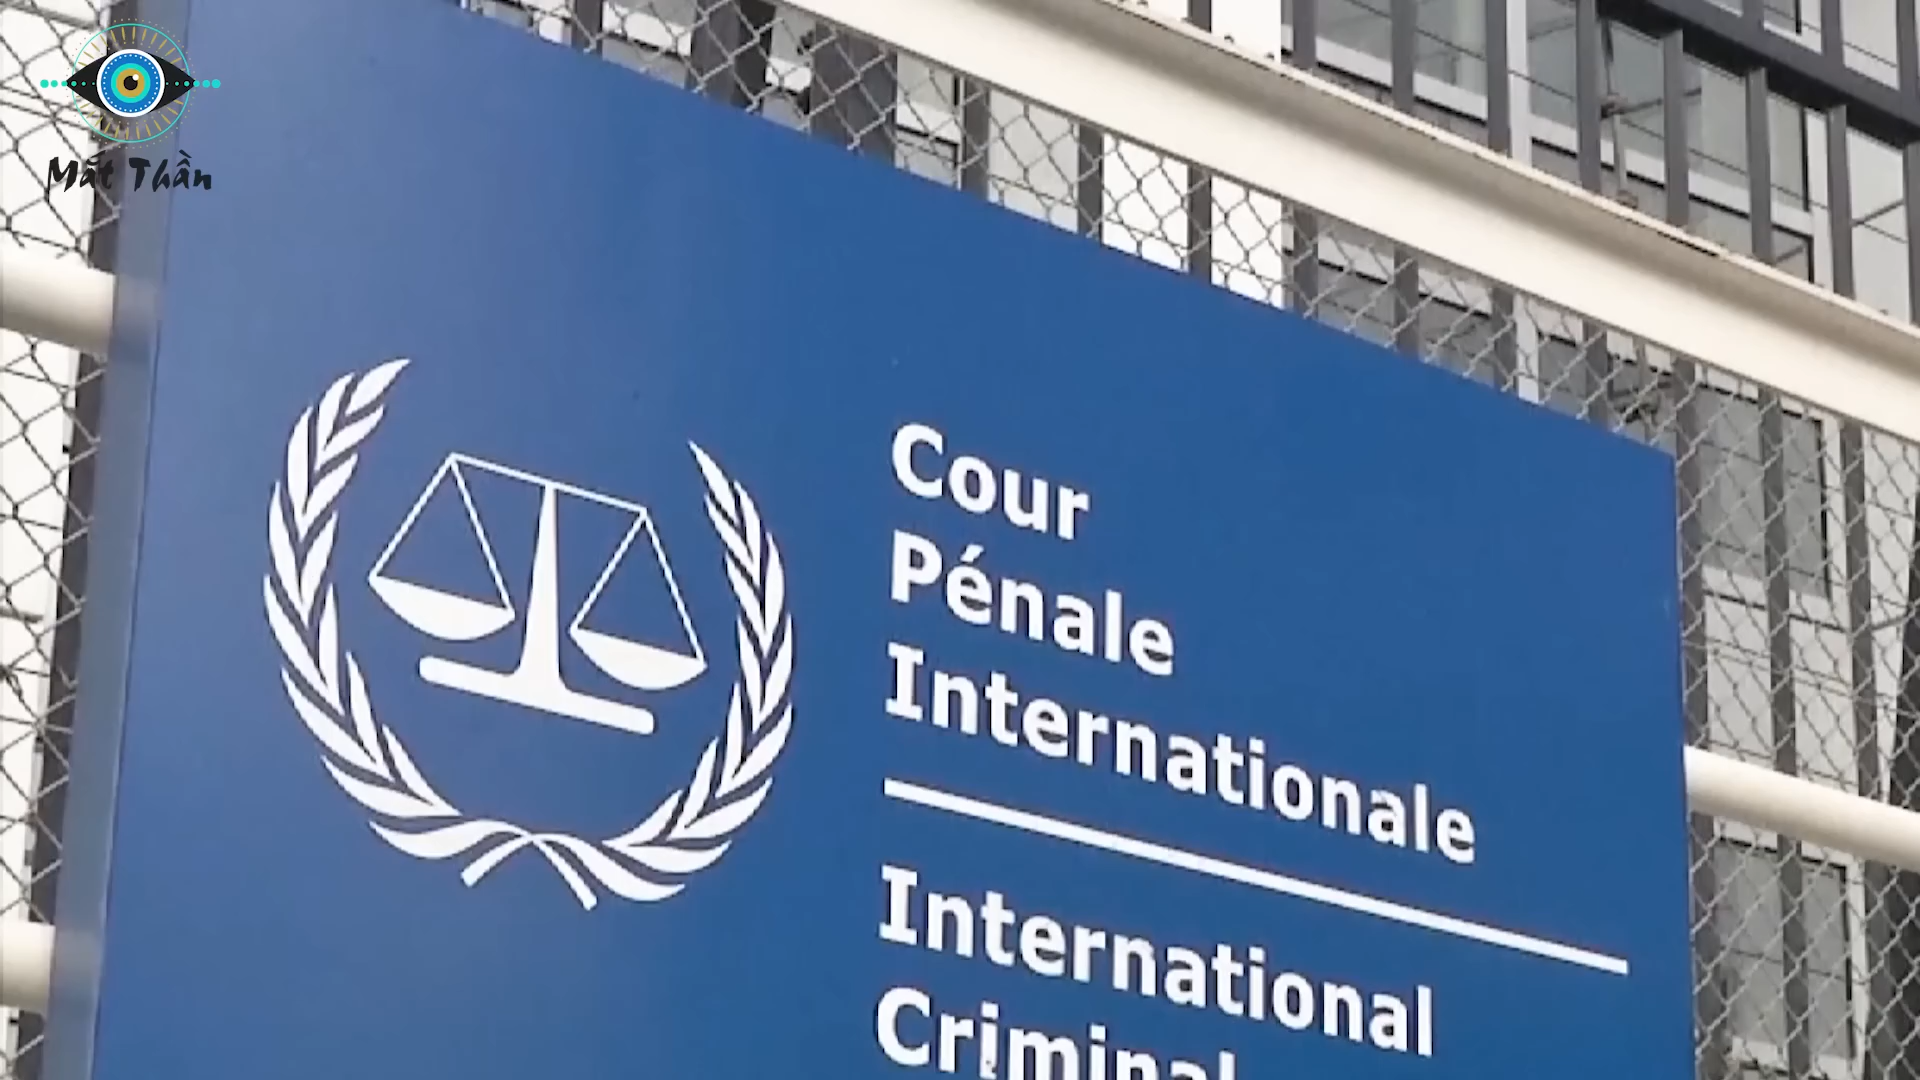 Mắt Thần
Cour
Pénale
Internationale
International
Criminal